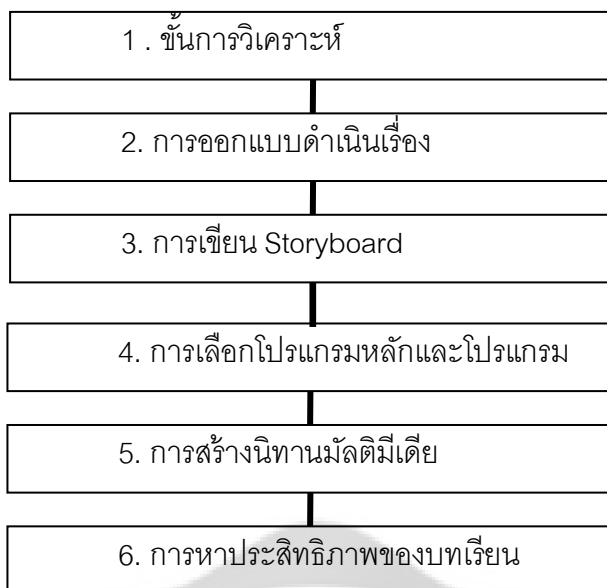 1 . ขั้นการวิเคราะห์
2. การออกแบบดำเนินเรื่อง
3. การเขียน Storyboard
4. การเลือกโปรแกรมหลักและโปรแกรม
5. การสร้างนิทานมัลติมีเดีย
6. การหาประสิทธิภาพของบทเรียน